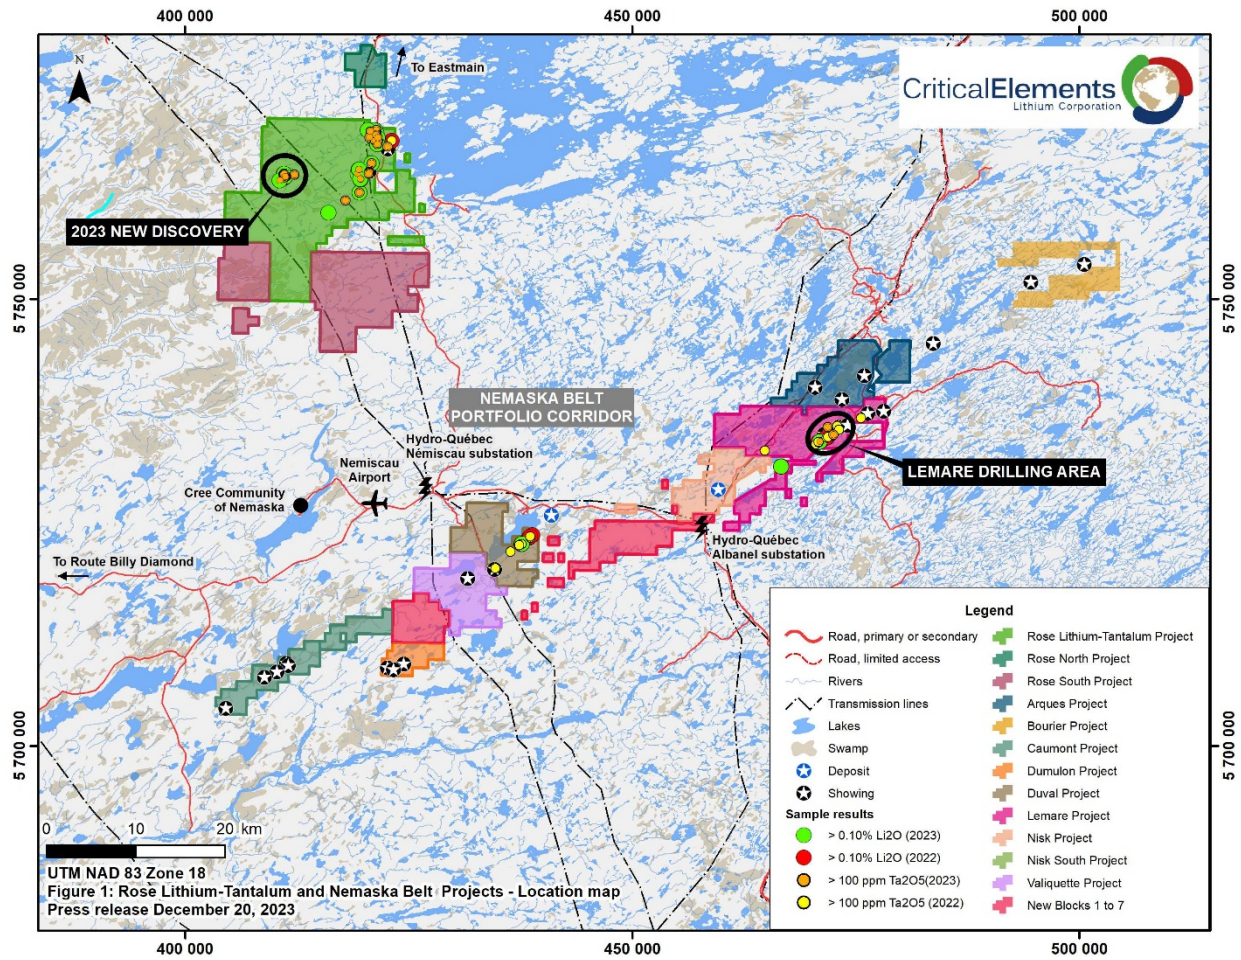 400 000
450 000
500 000
N
To Eastmain
CriticalElements
Lithium Corporation
2023 NEW DISCOVERY
5 750 000
5 750 000
NEMASKA BELT
PORTFOLIO CORRIDOR
Hydro-Québec
Némiscau substation
Nemiscau
Airport
Cree Community
of Nemaska
LEMARE DRILLING AREA
Hydro-Québec
Albanel substation
To Route Billy Diamond
5 700 000
5 700 000
Legend
Road, primary or secondary
Road, limited access
Rivers
Transmission lines
Lakes
Swamp
Deposit
Showing
Sample results
> 0.10% Li2O (2023)
> 0.10% Li2O (2022)
> 100 ppm Ta2O5(2023)
> 100 ppm Ta2O5 (2022)
Rose Lithium-Tantalum Project
Rose North Project
Rose South Project
Arques Project
Bourier Project
Caumont Project
Dumulon Project
Duval Project
Lemare Project
Nisk Project
Nisk South Project
Valiquette Project
New Blocks 1 to 7
0 10 20 km
UTM NAD 83 Zone 18
Figure 1: Rose Lithium-Tantalum and Nemaska Belt Projects - Location map
Press release December 20, 2023
400 000
450 000
500 000